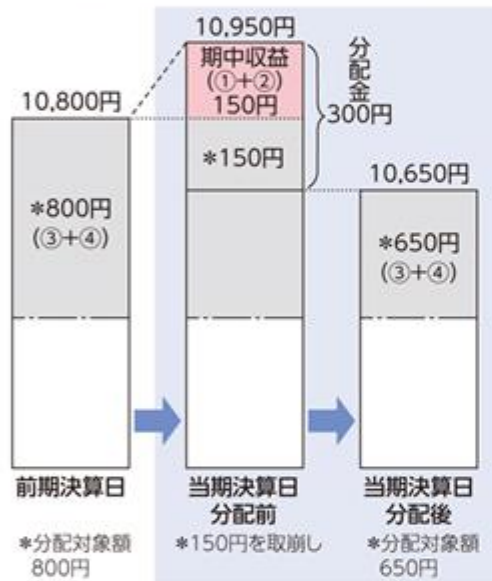 10,950円
期中収益
(①+②)
150円
分配金
300円
10,800円
*150円
10,650円
*800円
(③+④)
*650円
(③+④)
前期決算日
当期決算日
分配前
当期決算日
分配後
*分配対象額
800円
*150円を取崩し
*分配対象額
650円